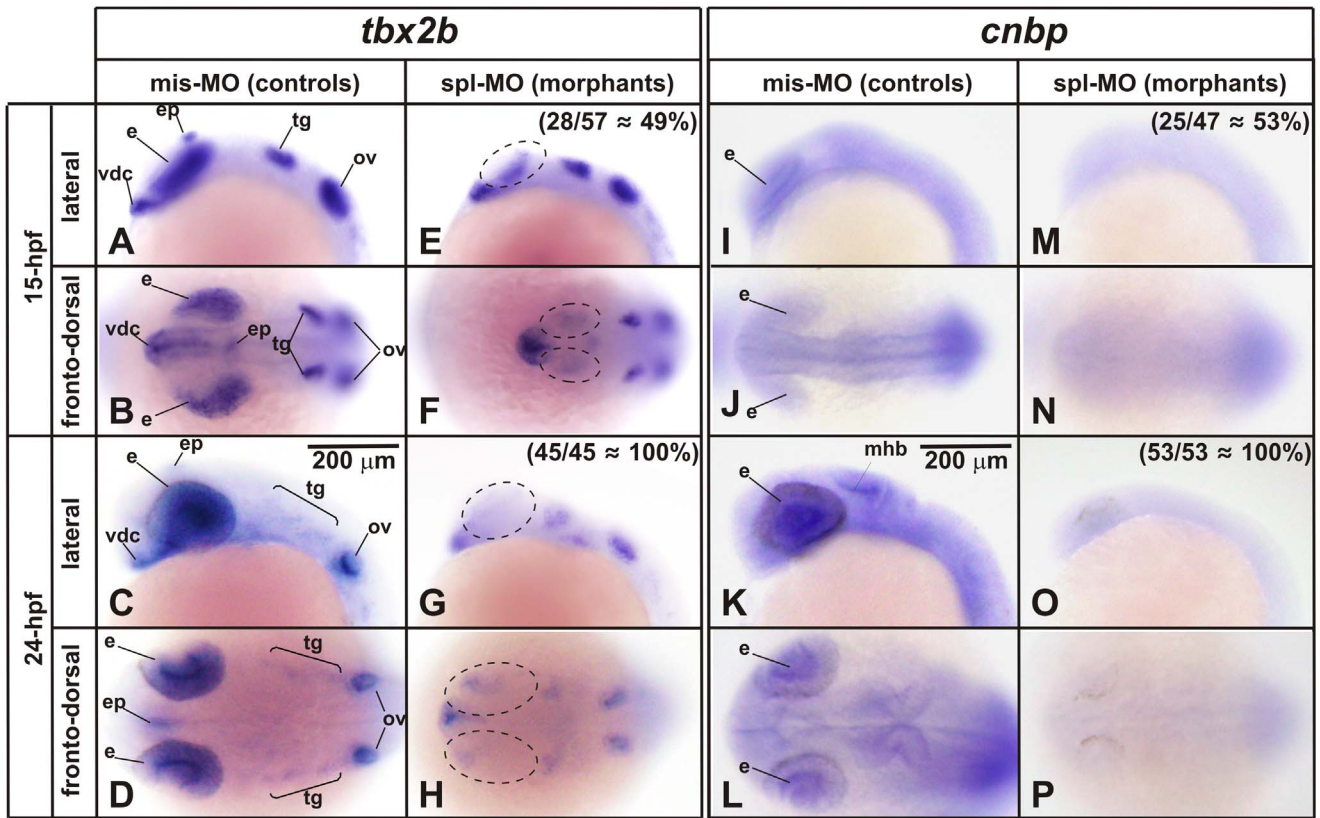 tbx2b
cnbp
mis-MO (controls)
spl-MO (morphants)
mis-MO (controls)
spl-MO (morphants)
15-hpf
lateral
ep
e
tg
ov
vdc
A
(28/57 ≈ 49%)
E
e
I
(25/47 ≈ 53%)
M
fronto-dorsal
e
vdc
ep
tg
ov
e
B
F
e
J
e
N
24-hpf
lateral
ep
e
200 μm
tg
ov
vdc
C
(45/45 ≈ 100%)
G
mhb
e
200 μm
K
(53/53 ≈ 100%)
O
fronto-dorsal
e
tg
ep
ov
e
tg
D
H
e
e
L
P